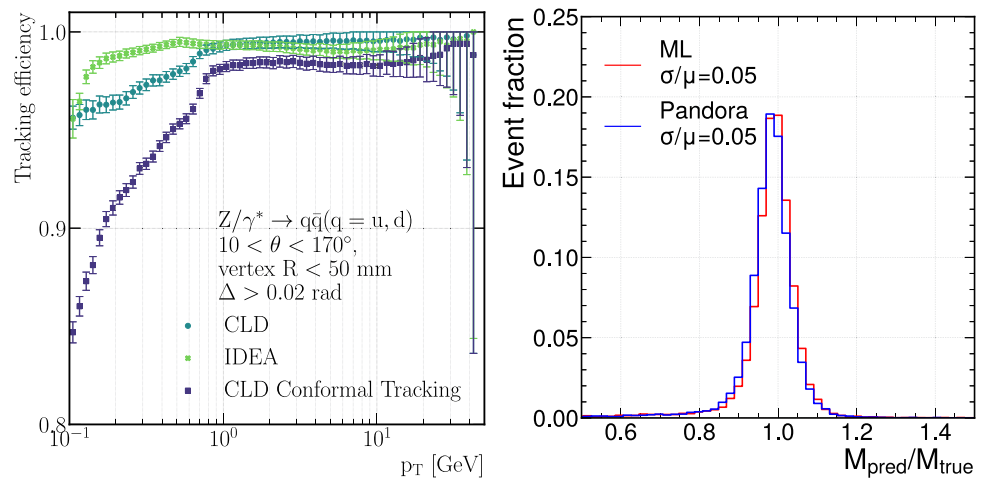 Tracking efficiency
1.0
0.9
0.8
Z/γ* → qq̄(q = u, d)
10 < θ < 170°,
vertex R < 50 mm
Δ > 0.02 rad
CLD
IDEA
CLD Conformal Tracking
10⁻¹ 10⁰ 10¹
p_T [GeV]
Event fraction
0.25
0.20
0.15
0.10
0.05
0.00
ML
σ/μ=0.05
Pandora
σ/μ=0.05
0.6 0.8 1.0 1.2 1.4
M_pred/M_true